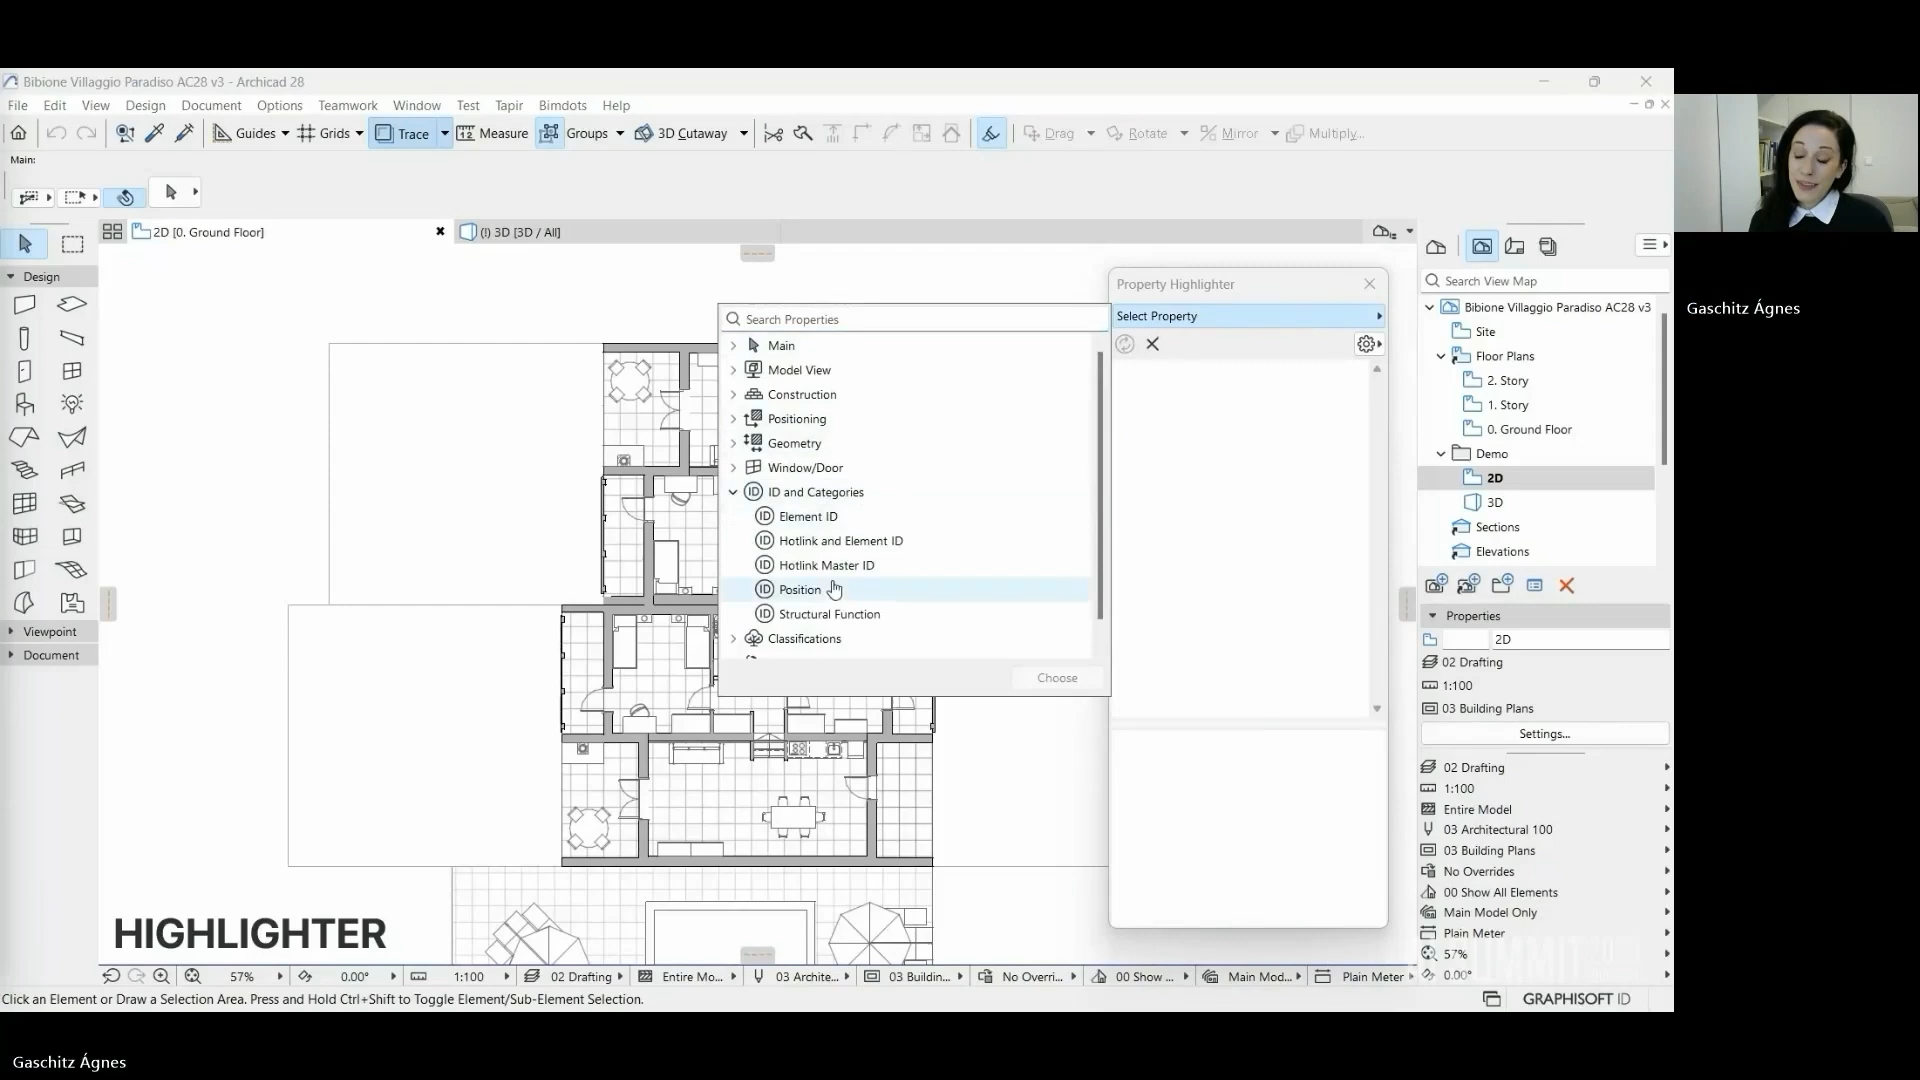 Bibione Villaggio Paradiso AC28 v3 - Archicad 28
File Edit View Design Document Options Teamwork Window Test Tapir Bimdots Help
Guides Grids Trace Measure Groups 3D Cutaway Drag Rotate Mirror Multiply...
Main:
2D [0. Ground Floor]
(!) 3D [3D / All]
Design
Viewpoint
Document
Property Highlighter
Select Property
Search Properties
Main
Model View
Construction
Positioning
Geometry
Window/Door
ID and Categories
Element ID
Hotlink and Element ID
Hotlink Master ID
Position
Structural Function
Classifications
Choose
Search View Map
Bibione Villaggio Paradiso AC28 v3
Site
Floor Plans
2. Story
1. Story
0. Ground Floor
Demo
2D
3D
Sections
Elevations
Properties
2D
02 Drafting
1:100
03 Building Plans
Settings...
02 Drafting
1:100
Entire Model
03 Architectural 100
03 Building Plans
No Overrides
00 Show All Elements
Main Model Only
Plain Meter
57%
0.00°
HIGHLIGHTER
57% 0.00° 1:100 02 Drafting Entire Mo... 03 Archite... 03 Buildin... No Overri... 00 Show ... Main Mod... Plain Meter
Click an Element or Draw a Selection Area. Press and Hold Ctrl+Shift to Toggle Element/Sub-Element Selection.
GRAPHISOFT ID
Gaschitz Ágnes
Gaschitz Ágnes